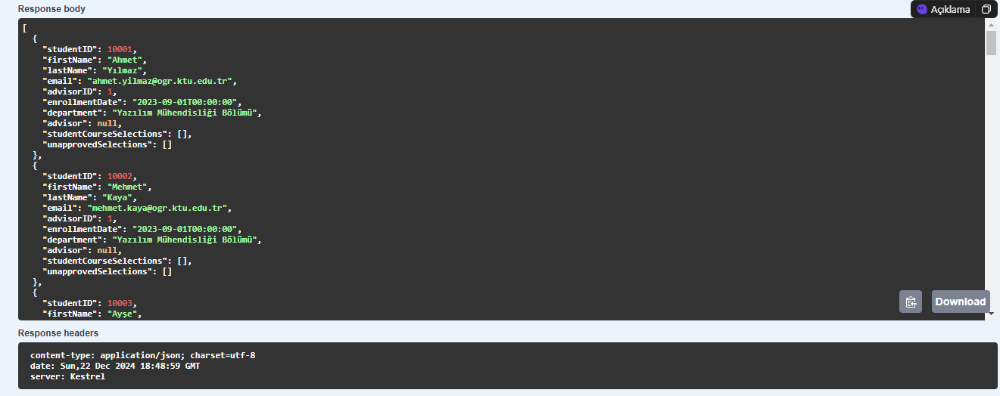 Response body
Açıklama
[
  {
    "studentID": 10001,
    "firstName": "Ahmet",
    "lastName": "Yılmaz",
    "email": "ahmet.yilmaz@ogr.ktu.edu.tr",
    "advisorID": 1,
    "enrollmentDate": "2023-09-01T00:00:00",
    "department": "Yazılım Mühendisliği Bölümü",
    "advisor": null,
    "studentCourseSelections": [],
    "unapprovedSelections": []
  },
  {
    "studentID": 10002,
    "firstName": "Mehmet",
    "lastName": "Kaya",
    "email": "mehmet.kaya@ogr.ktu.edu.tr",
    "advisorID": 1,
    "enrollmentDate": "2023-09-01T00:00:00",
    "department": "Yazılım Mühendisliği Bölümü",
    "advisor": null,
    "studentCourseSelections": [],
    "unapprovedSelections": []
  },
  {
    "studentID": 10003,
    "firstName": "Ayşe",
Download
Response headers
content-type: application/json; charset=utf-8
date: Sun,22 Dec 2024 18:48:59 GMT
server: Kestrel